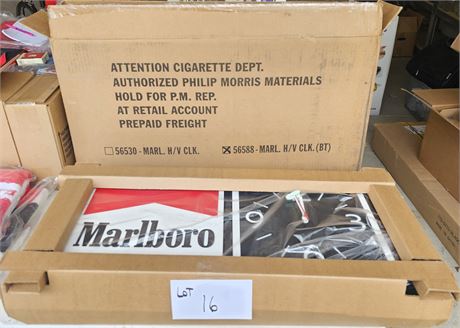 ATTENTION CIGARETTE DEPT.
AUTHORIZED PHILIP MORRIS MATERIALS
HOLD FOR P.M. REP.
AT RETAIL ACCOUNT
PREPAID FREIGHT
56530-MARL. H/V CLK. 56588-MARL. H/V CLK.(BT)
Marlboro
3
LOT 16